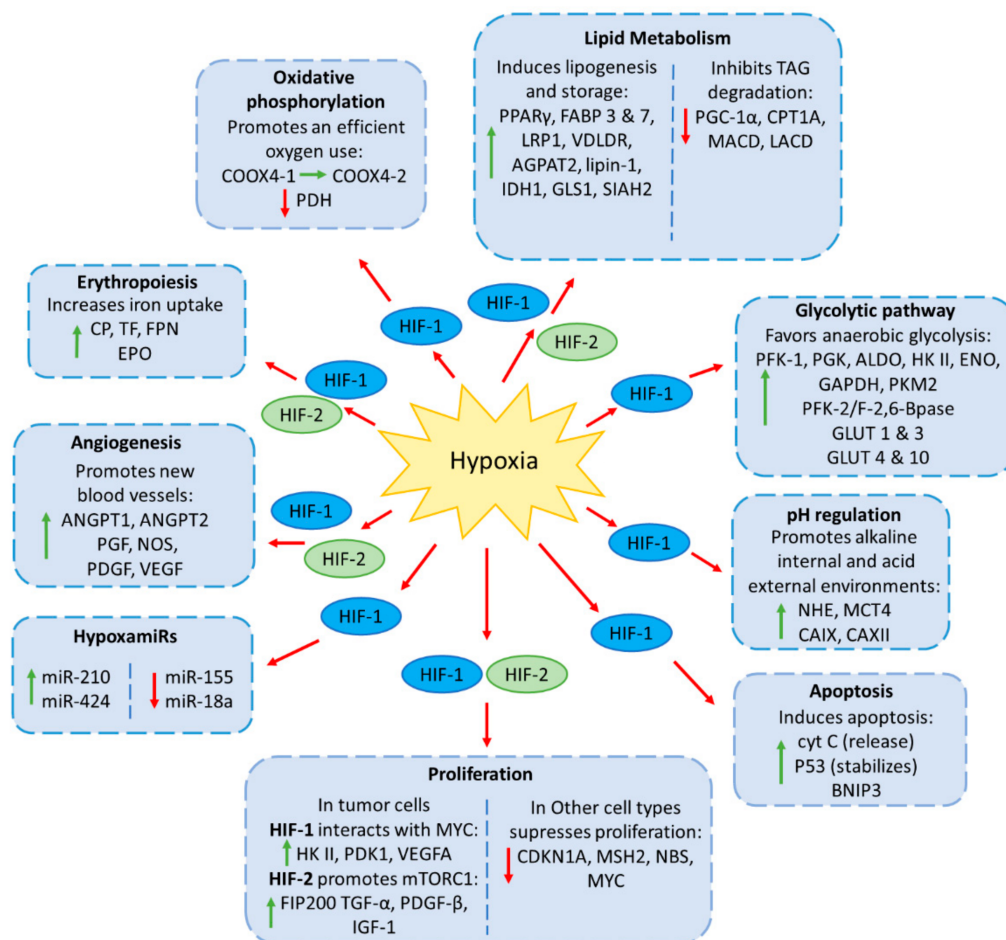 Oxidative
phosphorylation
Promotes an efficient
oxygen use:
COOX4-1 COOX4-2
PDH
Lipid Metabolism
Induces lipogenesis
and storage:
PPARγ, FABP 3 & 7,
LRP1, VDLDR,
AGPAT2, lipin-1,
IDH1, GLS1, SIAH2
Inhibits TAG
degradation:
PGC-1α, CPT1A,
MACD, LACD
Erythropoiesis
Increases iron uptake
CP, TF, FPN
EPO
HIF-1
HIF-1
HIF-2
HIF-1
HIF-2
HIF-1
Glycolytic pathway
Favors anaerobic glycolysis:
PFK-1, PGK, ALDO, HK II, ENO,
GAPDH, PKM2
PFK-2/F-2,6-Bpase
GLUT 1 & 3
GLUT 4 & 10
Hypoxia
Angiogenesis
Promotes new
blood vessels:
ANGPT1, ANGPT2
PGF, NOS,
PDGF, VEGF
HIF-1
HIF-2
HIF-1
pH regulation
Promotes alkaline
internal and acid
external environments:
NHE, MCT4
CAIX, CAXII
HypoxamiRs
miR-210
miR-424
miR-155
miR-18a
HIF-1
HIF-1
HIF-1
HIF-2
Apoptosis
Induces apoptosis:
cyt C (release)
P53 (stabilizes)
BNIP3
Proliferation
In tumor cells
HIF-1 interacts with MYC:
HK II, PDK1, VEGFA
HIF-2 promotes mTORC1:
FIP200 TGF-α, PDGF-β,
IGF-1
In Other cell types
supresses proliferation:
CDKN1A, MSH2, NBS,
MYC